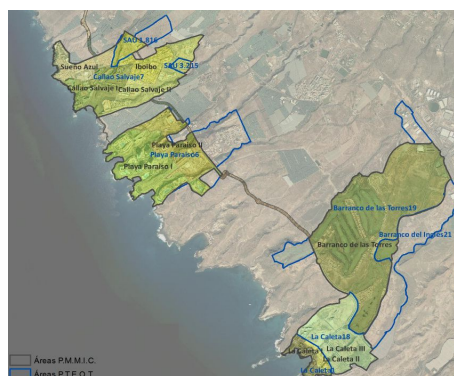 SAU 1.816
Sueño Azul
Iboibo
SAU 3.215
Callao Salvaje7
Callao Salvaje I
Callao Salvaje II
Playa Paraiso II
Playa Paraiso6
Playa Paraiso I
Barranco de las Torres19
Barranco del Ingles21
Barranco de las Torres
La Caleta18
La Caleta I
La Caleta III
La Caleta II
Áreas P.M.M.I.C.
Áreas P.T.E.O.T.